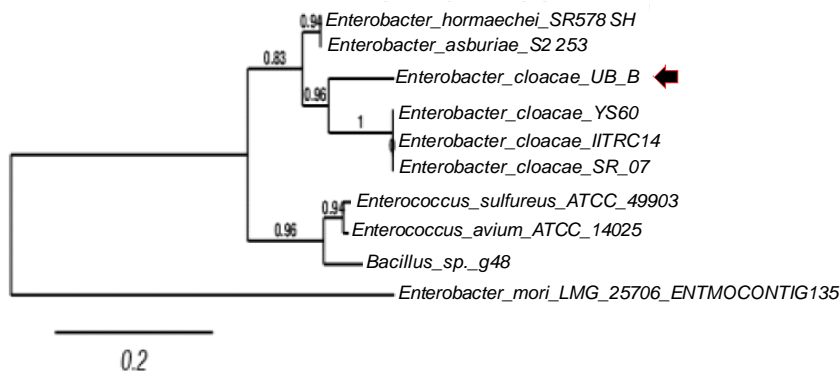 0.94 Enterobacter_hormaechei_SR578 SH
Enterobacter_asburiae_S2 253
0.83
Enterobacter_cloacae_UB_B
0.96
Enterobacter_cloacae_YS60
1
Enterobacter_cloacae_IITRC14
0
Enterobacter_cloacae_SR_07
Enterococcus_sulfureus_ATCC_49903
0.94
Enterococcus_avium_ATCC_14025
0.96
Bacillus_sp._g48
Enterobacter_mori_LMG_25706_ENTMOCONTIG135
0.2